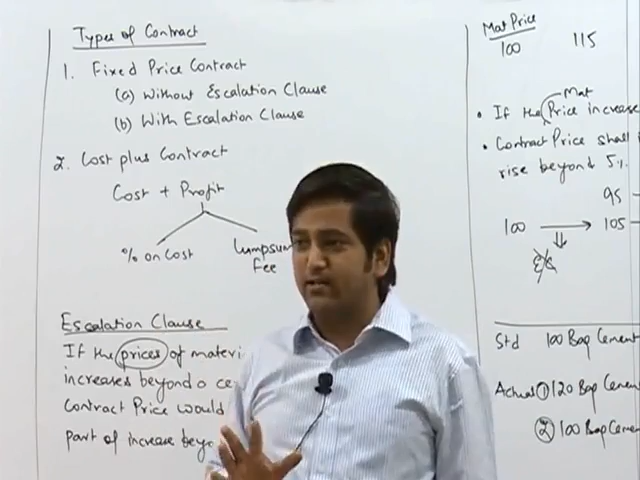 Types of Contract
1. Fixed Price Contract
(a) Without Escalation Clause
(b) With Escalation Clause
2. Cost plus Contract
Cost + Profit
% on Cost
Lumpsum
Fee
Escalation Clause
If the prices of materi
increases beyond a ce
Contract Price would
part of increase bey
Mat Price
100 115
Mat
• If the Price increase
• Contract Price shall
rise beyond 5%.
95
100 → 105
Std 100 Bag Cement
Actual ① 120 Bag Cemen
② 100 Bag Ceme